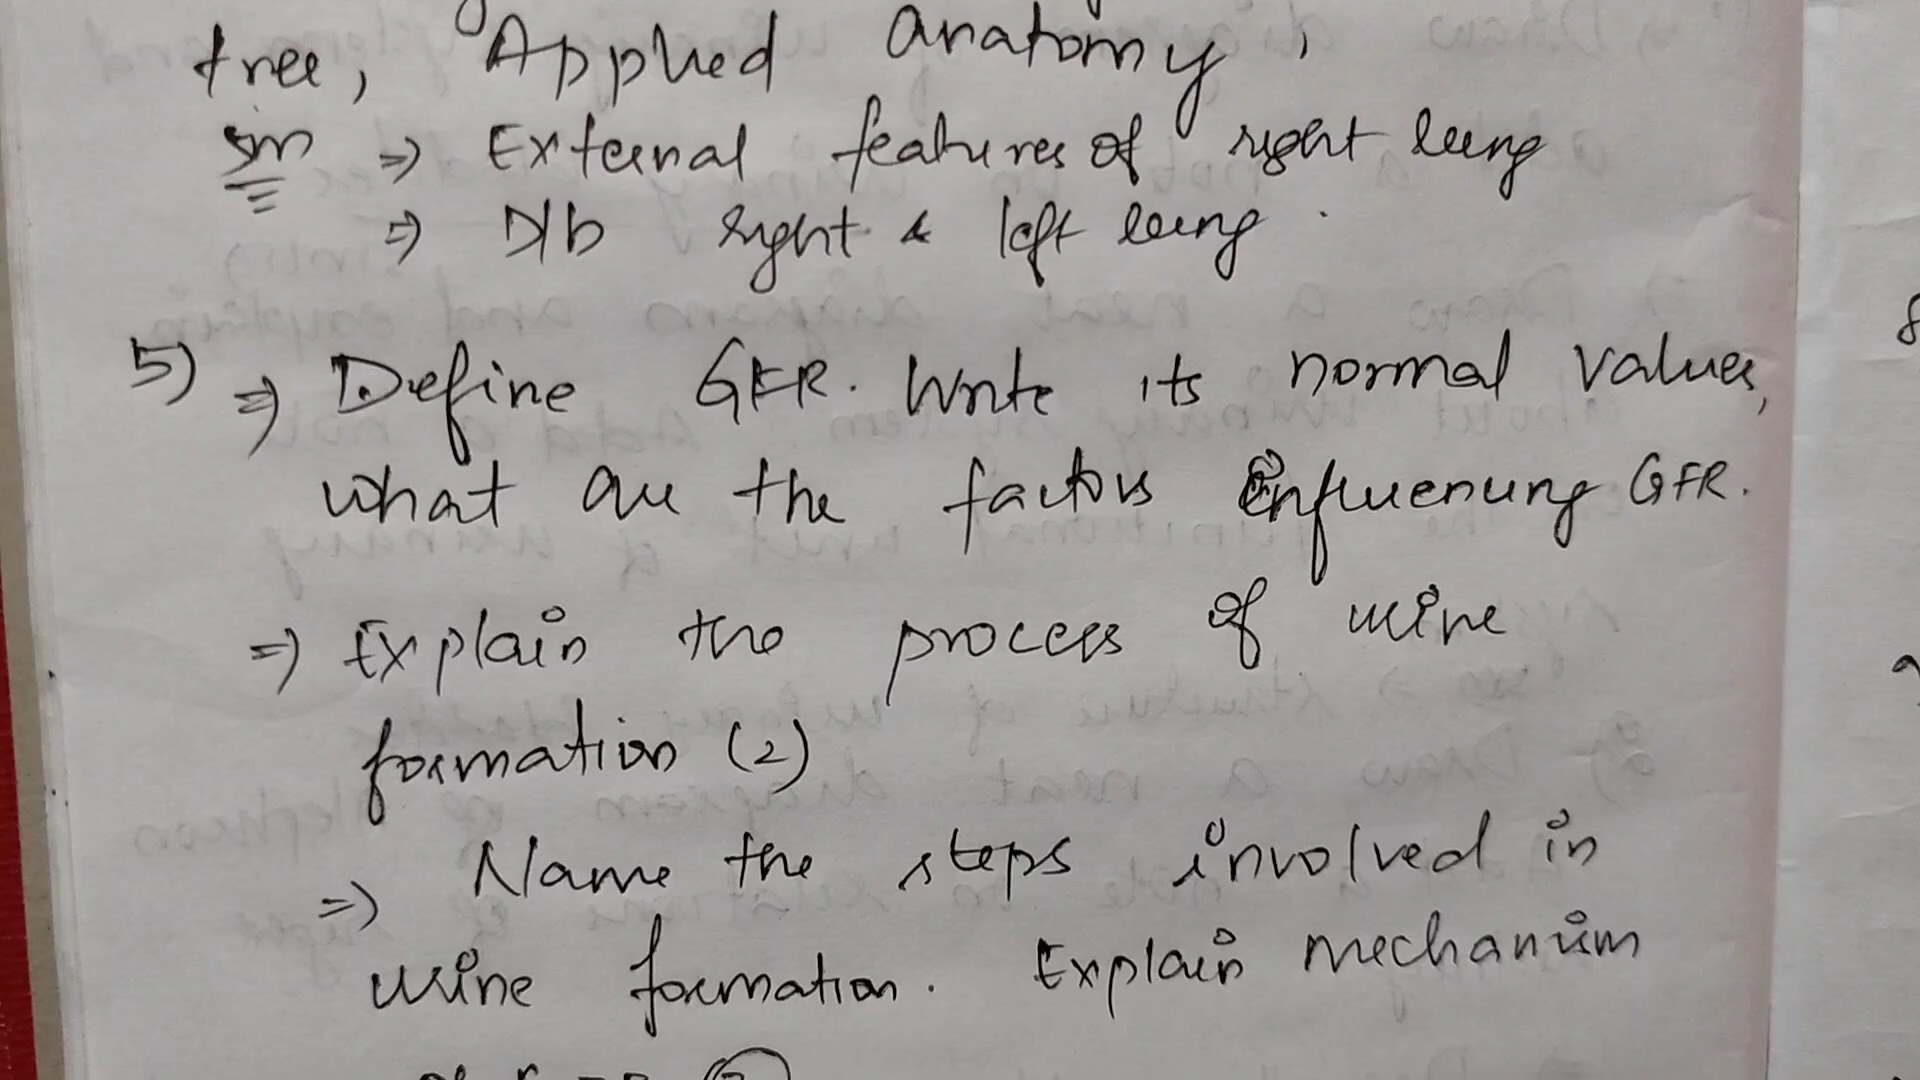 tree, Applied anatomy,
sm ⇒ External features of right lung
⇒ D/b right & left lung.
5) ⇒ Define GFR. Write its normal values,
what are the factors influencing GFR.
⇒ Explain the process of urine
formation (2)
⇒ Name the steps involved in
urine formation. Explain mechanism